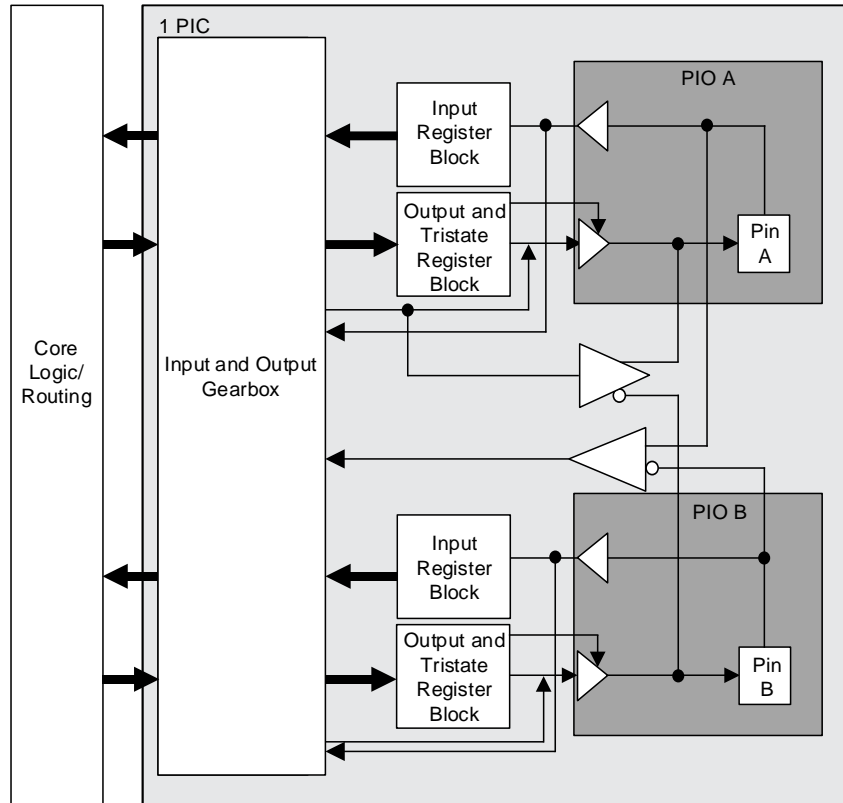 1 PIC
PIO A
Input
Register
Block
Output and
Tristate
Register
Block
Pin
A
Core
Logic/
Routing
Input and Output
Gearbox
PIO B
Input
Register
Block
Output and
Tristate
Register
Block
Pin
B